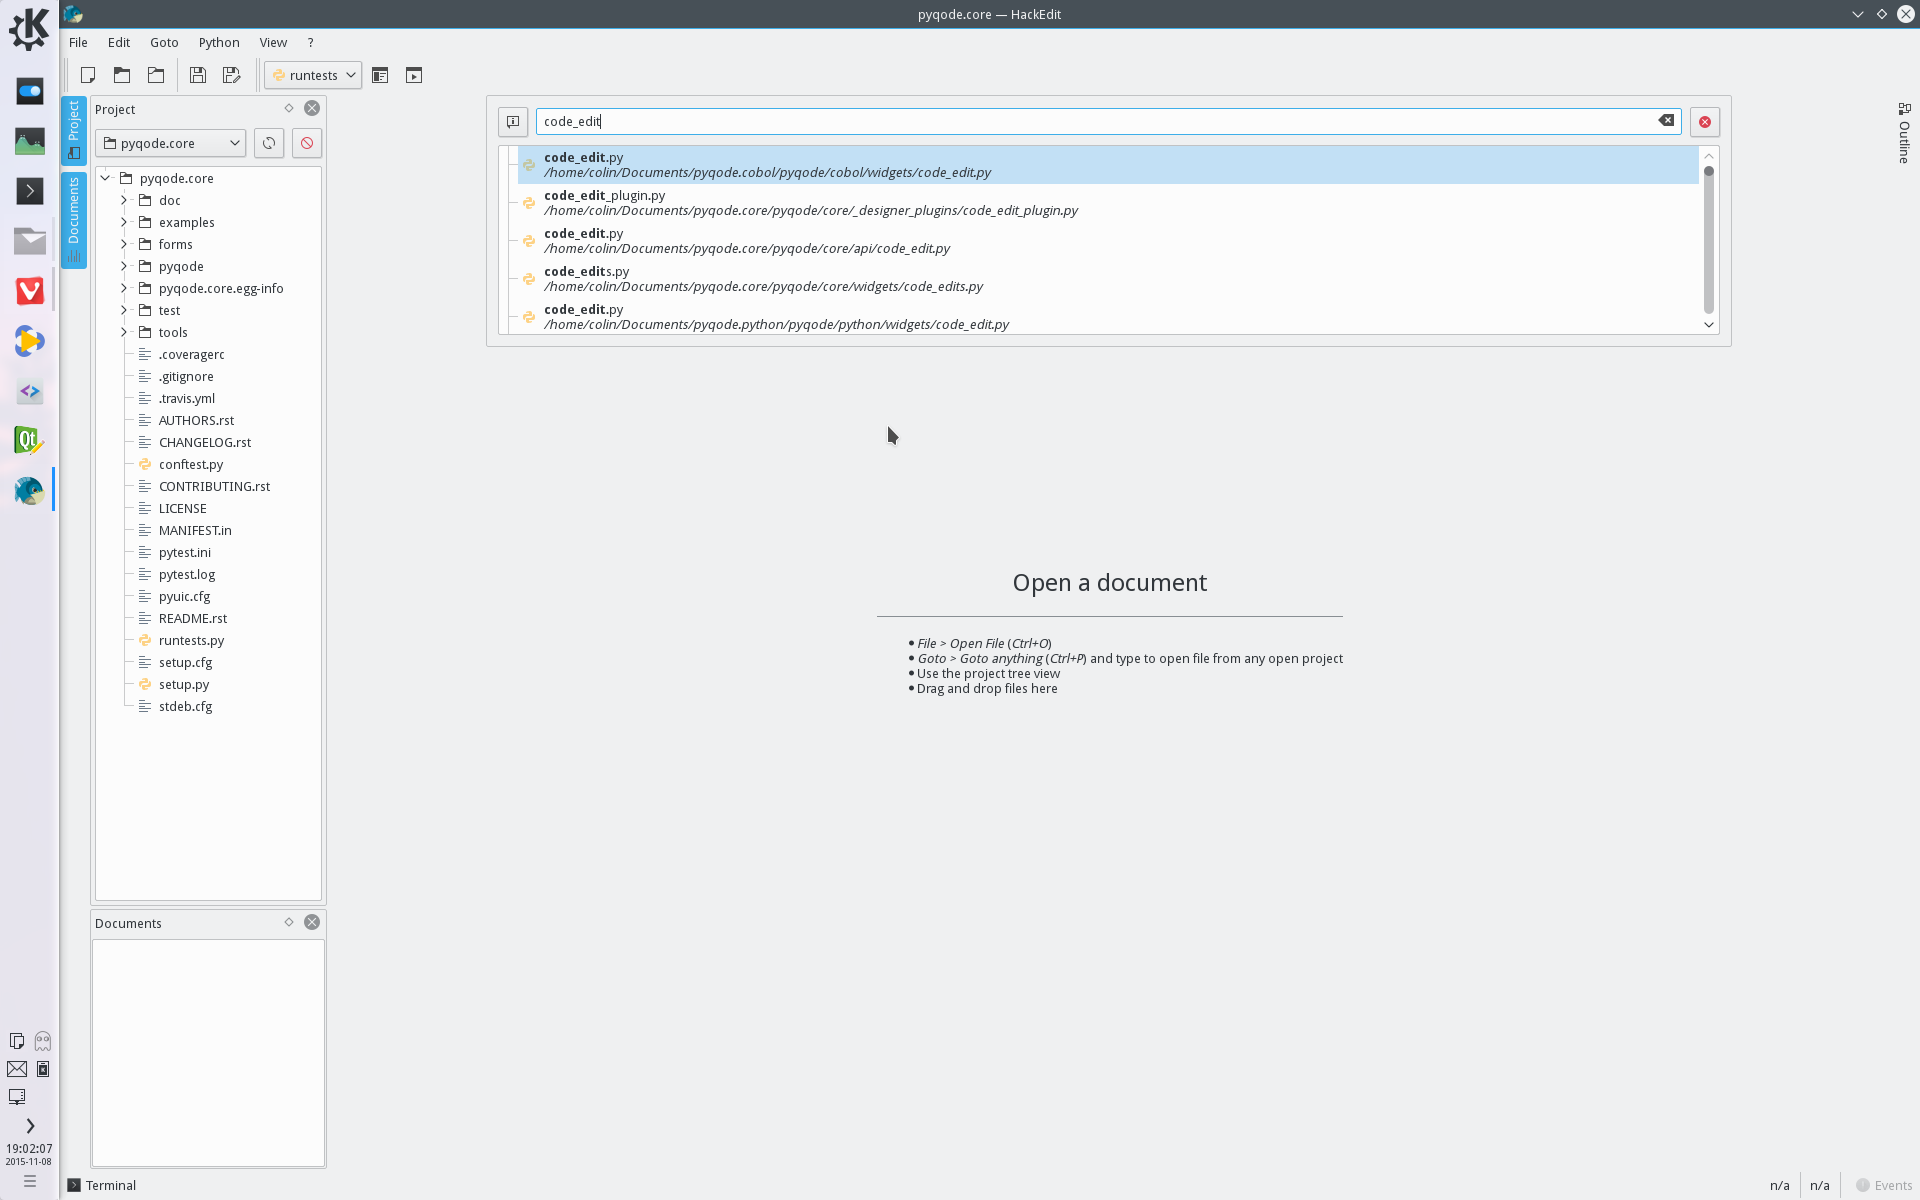 pyqode.core — HackEdit
File Edit Goto Python View ?
runtests
Project
Documents
Project
pyqode.core
pyqode.core
doc
examples
forms
pyqode
pyqode.core.egg-info
test
tools
.coveragerc
.gitignore
.travis.yml
AUTHORS.rst
CHANGELOG.rst
conftest.py
CONTRIBUTING.rst
LICENSE
MANIFEST.in
pytest.ini
pytest.log
pyuic.cfg
README.rst
runtests.py
setup.cfg
setup.py
stdeb.cfg
Documents
code_edit
code_edit.py
/home/colin/Documents/pyqode.cobol/pyqode/cobol/widgets/code_edit.py
code_edit_plugin.py
/home/colin/Documents/pyqode.core/pyqode/core/_designer_plugins/code_edit_plugin.py
code_edit.py
/home/colin/Documents/pyqode.core/pyqode/core/api/code_edit.py
code_edits.py
/home/colin/Documents/pyqode.core/pyqode/core/widgets/code_edits.py
code_edit.py
/home/colin/Documents/pyqode.python/pyqode/python/widgets/code_edit.py
Outline
Open a document
• File > Open File (Ctrl+O)
• Goto > Goto anything (Ctrl+P) and type to open file from any open project
• Use the project tree view
• Drag and drop files here
Qt
19:02:07
2015-11-08
Terminal
n/a n/a Events